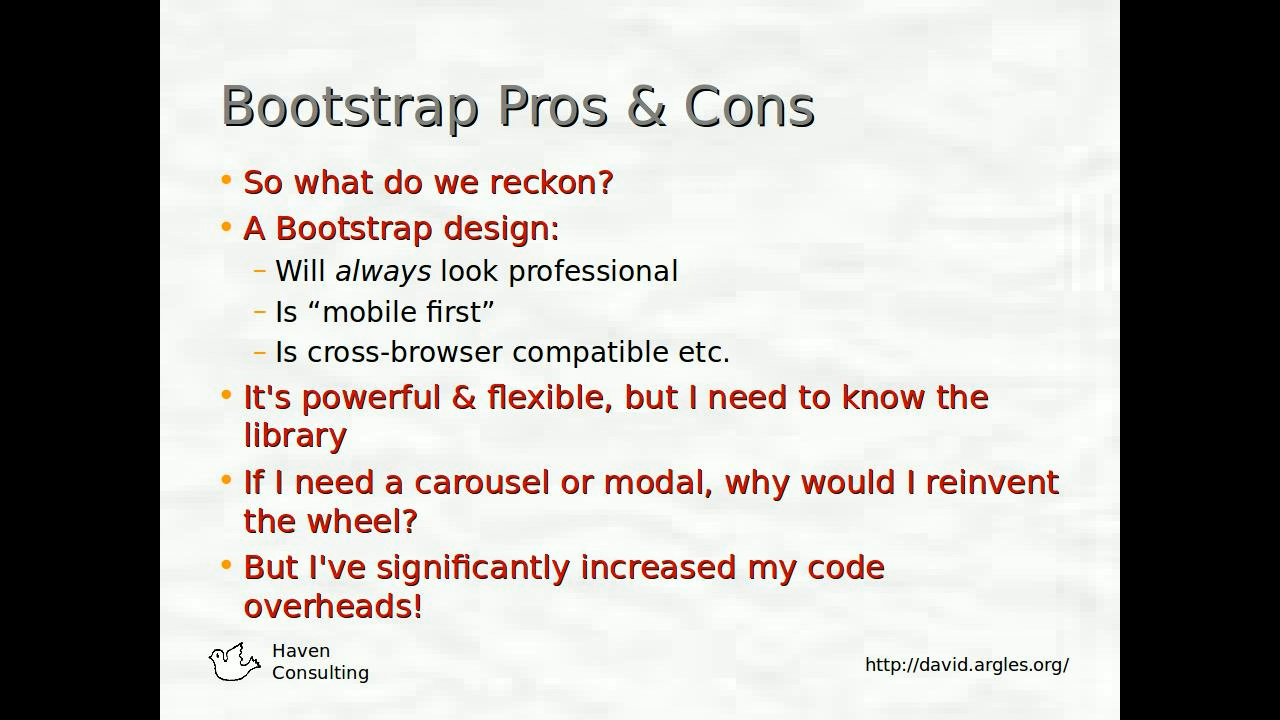 Bootstrap Pros & Cons
• So what do we reckon?
• A Bootstrap design:
– Will always look professional
– Is “mobile first”
– Is cross-browser compatible etc.
• It's powerful & flexible, but I need to know the
library
• If I need a carousel or modal, why would I reinvent
the wheel?
• But I've significantly increased my code
overheads!
Haven
Consulting
http://david.argles.org/